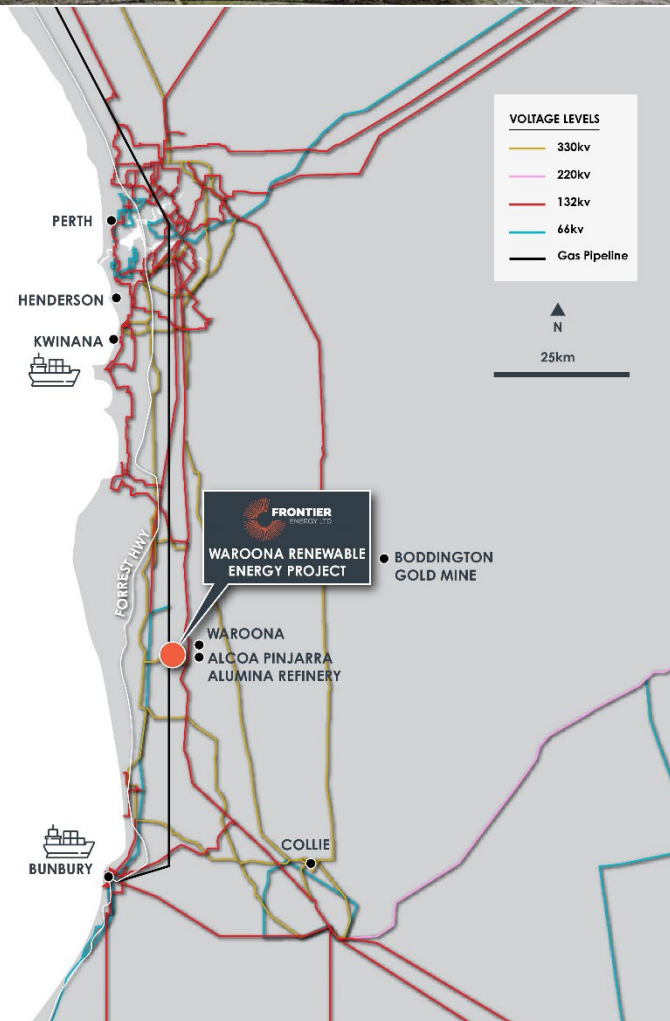 VOLTAGE LEVELS
330kv
220kv
132kv
66kv
Gas Pipeline
N
25km
PERTH
HENDERSON
KWINANA
FORREST HWY
FRONTIER
ENERGY LTD
WAROONA RENEWABLE
ENERGY PROJECT
BODDINGTON
GOLD MINE
WAROONA
ALCOA PINJARRA
ALUMINA REFINERY
COLLIE
BUNBURY